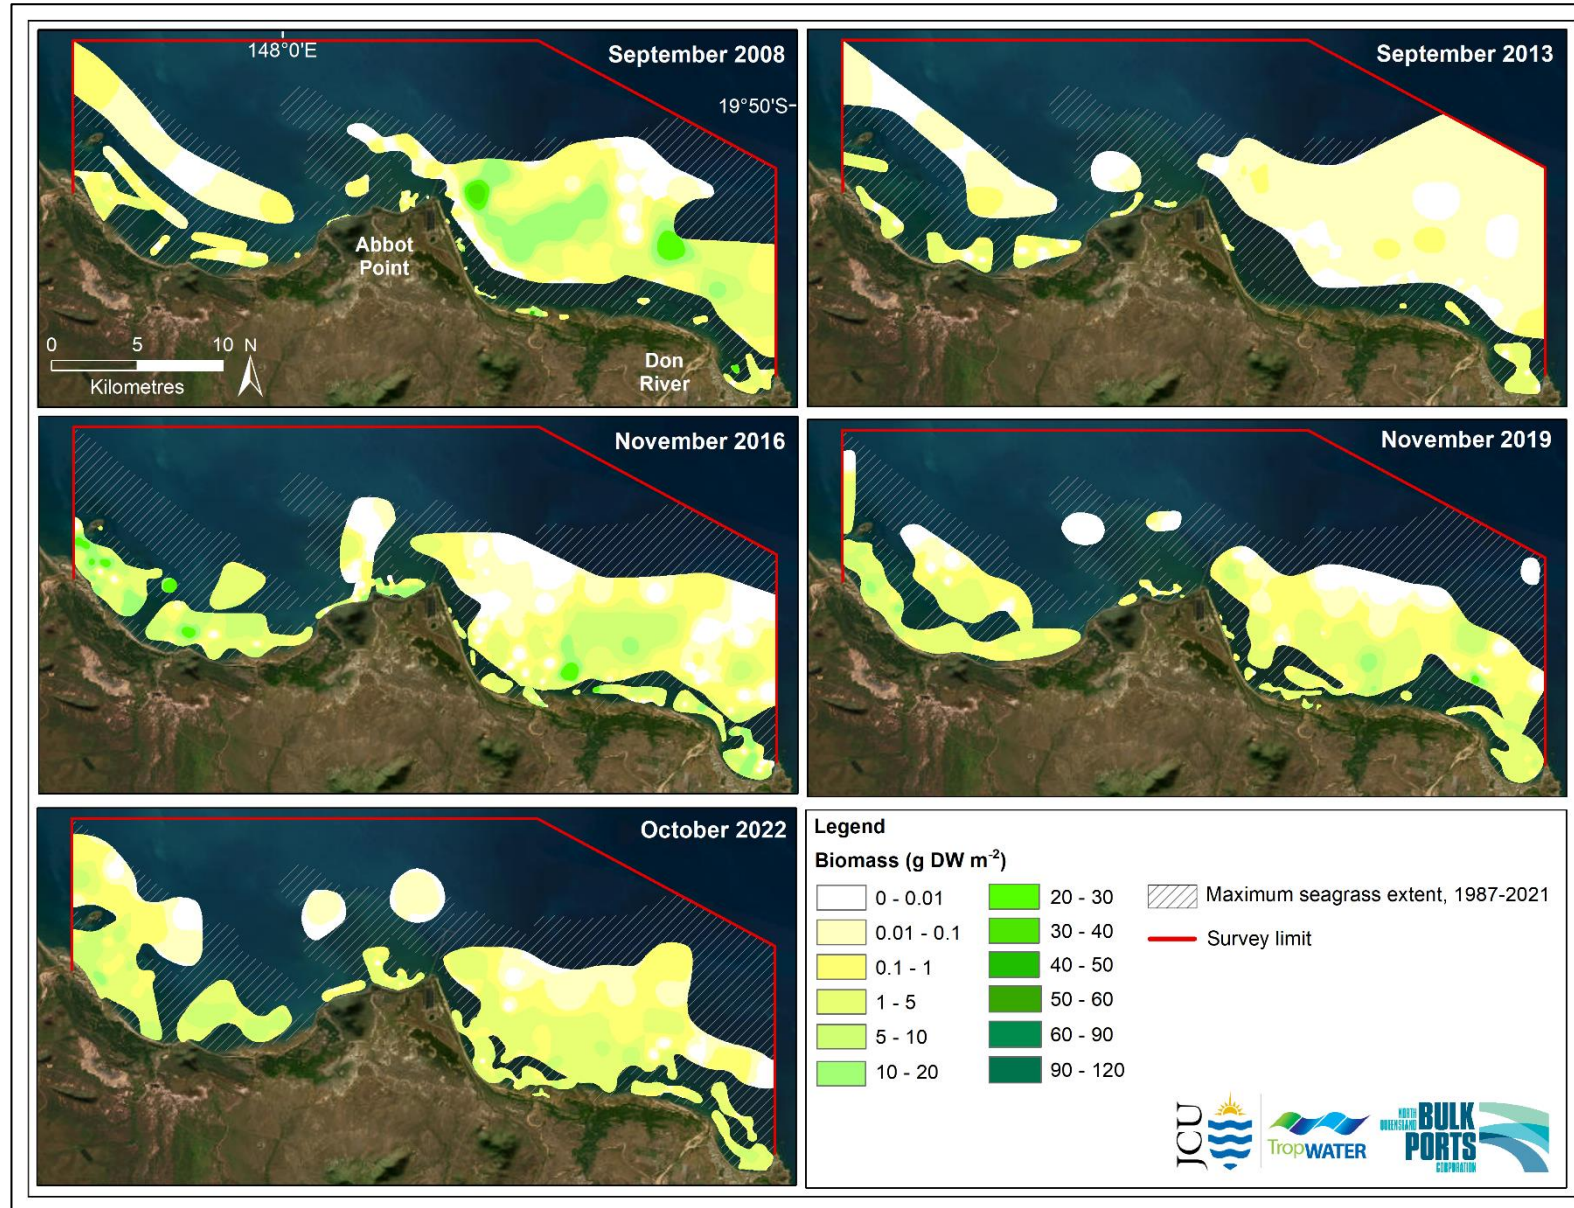 September 2008
148°0'E
19°50'S
Abbot
Point
Don
River
0 5 10 N
Kilometres
September 2013
November 2016
November 2019
October 2022
Legend
Biomass (g DW m⁻²)
0 - 0.01
0.01 - 0.1
0.1 - 1
1 - 5
5 - 10
10 - 20
20 - 30
30 - 40
40 - 50
50 - 60
60 - 90
90 - 120
Maximum seagrass extent, 1987-2021
Survey limit
JCU
TropWATER
NORTH
QUEENSLAND
BULK
PORTS
CORPORATION